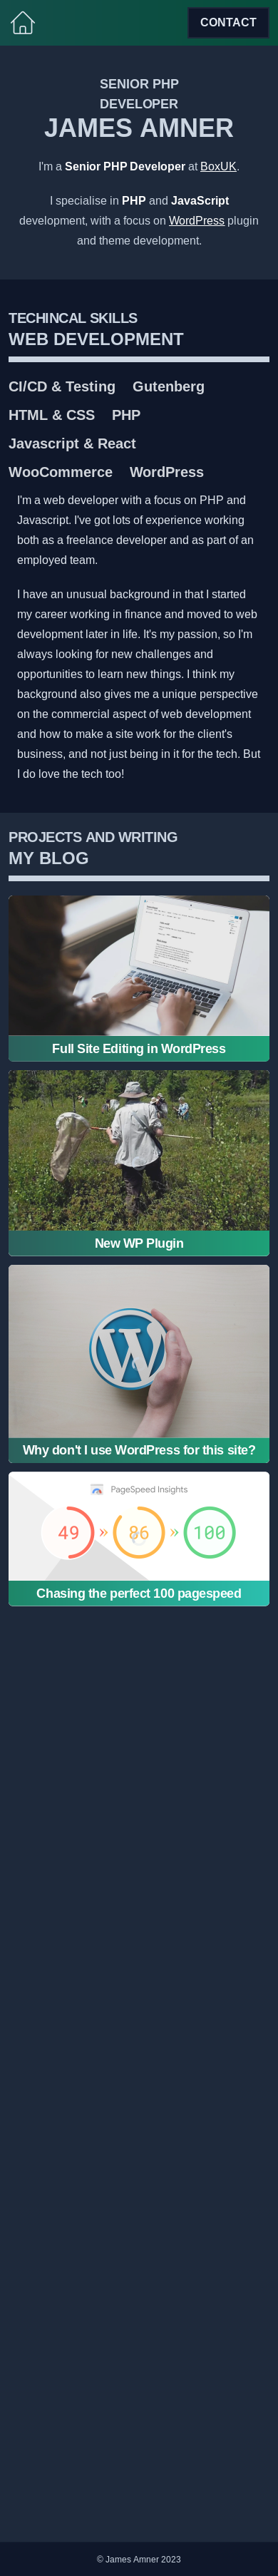 CONTACT
SENIOR PHP
DEVELOPER
JAMES AMNER
I'm a Senior PHP Developer at BoxUK.
I specialise in PHP and JavaScript
development, with a focus on WordPress plugin
and theme development.
TECHINCAL SKILLS
WEB DEVELOPMENT
CI/CD & Testing Gutenberg
HTML & CSS PHP
Javascript & React
WooCommerce WordPress
I'm a web developer with a focus on PHP and
Javascript. I've got lots of experience working
both as a freelance developer and as part of an
employed team.
I have an unusual background in that I started
my career working in finance and moved to web
development later in life. It's my passion, so I'm
always looking for new challenges and
opportunities to learn new things. I think my
background also gives me a unique perspective
on the commercial aspect of web development
and how to make a site work for the client's
business, and not just being in it for the tech. But
I do love the tech too!
PROJECTS AND WRITING
MY BLOG
Full Site Editing in WordPress
New WP Plugin
Why don't I use WordPress for this site?
PageSpeed Insights
49 86 100
Chasing the perfect 100 pagespeed
© James Amner 2023